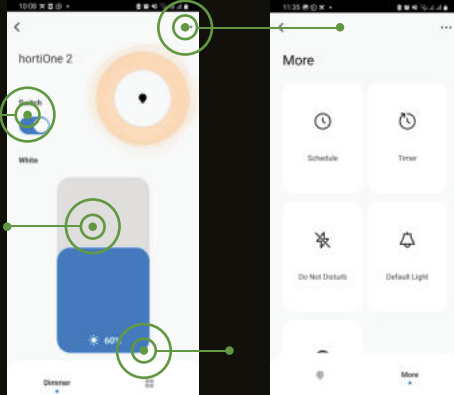 10:08
hortiOne 2
Switch
White
60%
Dimmer
11:35
More
Schedule
Timer
Do Not Disturb
Default Light
More